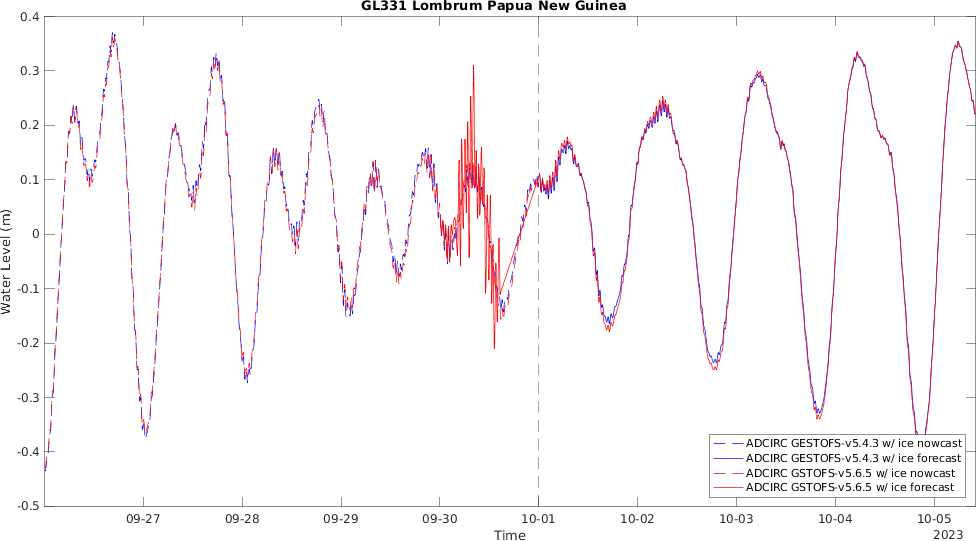 GL331 Lombrum Papua New Guinea
0.4
0.3
0.2
0.1
0
-0.1
-0.2
-0.3
-0.4
-0.5
Water Level (m)
09-27 09-28 09-29 09-30 10-01 10-02 10-03 10-04 10-05
Time
2023
ADCIRC GESTOFS-v5.4.3 w/ ice nowcast
ADCIRC GESTOFS-v5.4.3 w/ ice forecast
ADCIRC GSTOFS-v5.6.5 w/ ice nowcast
ADCIRC GSTOFS-v5.6.5 w/ ice forecast